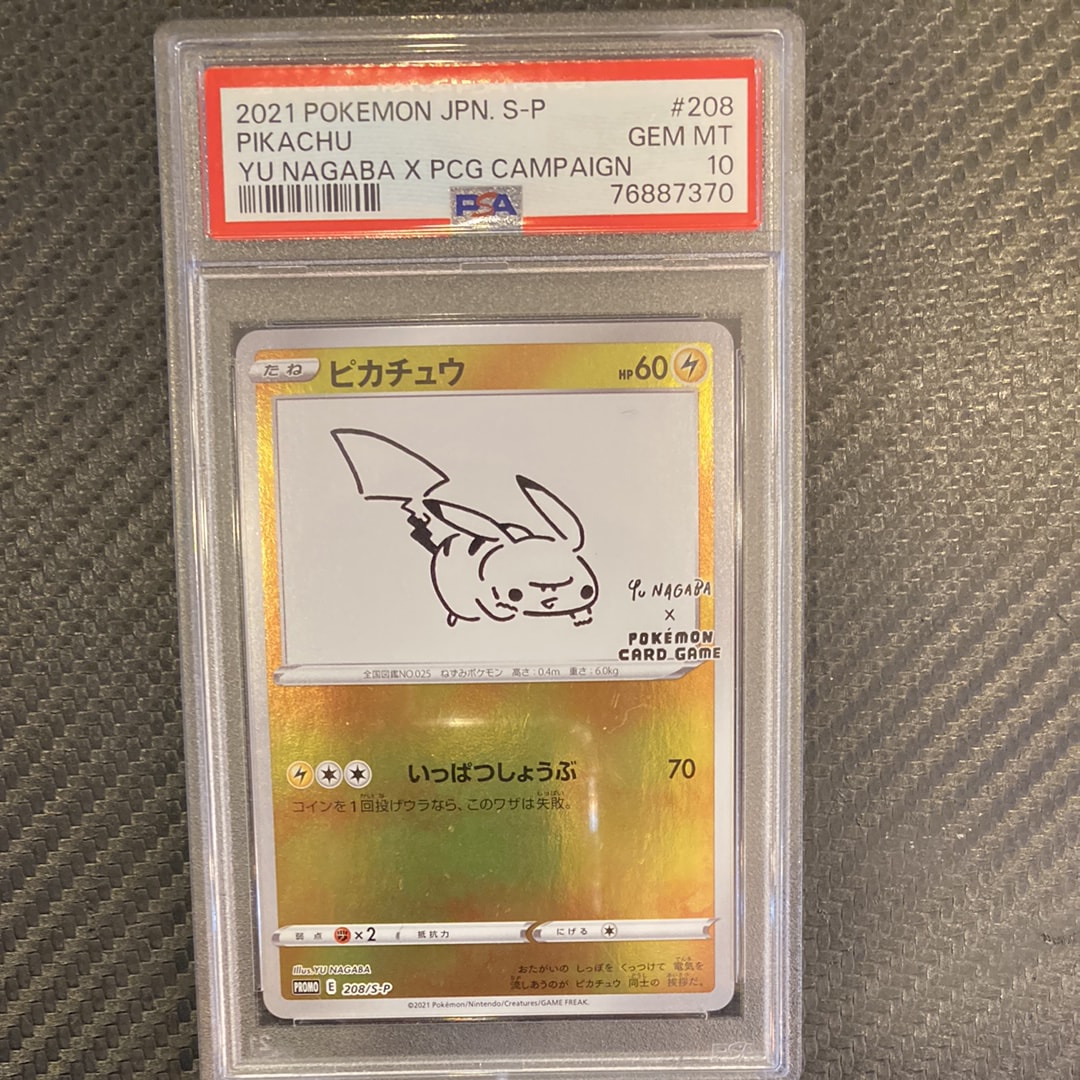 2021 POKEMON JPN. S-P #208
PIKACHU GEM MT
YU NAGABA X PCG CAMPAIGN 10
76887370
PSA
たね ピカチュウ HP60
Yu NAGABA
X
POKÉMON
CARD GAME
全国図鑑NO.025 ねずみポケモン 高さ:0.4m 重さ:6.0kg
いっぱつしょうぶ 70
コインを1回投げウラなら、このワザは失敗。
弱点 ×2 抵抗力 にげる
Illus.YU NAGABA
PROMO E 208/S-P
おたがいの しっぽを くっつけて 電気を
流しあうのが ピカチュウ 同士の 挨拶だ。
©2021 Pokémon/Nintendo/Creatures/GAME FREAK.